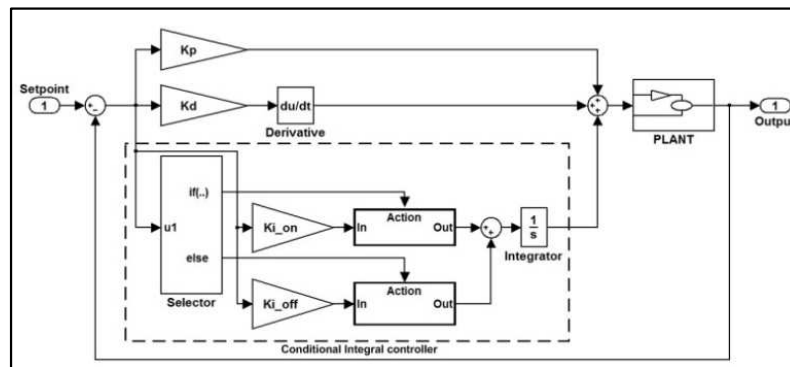 Kp
Setpoint
1
+
-
Kd
du/dt
Derivative
+
+
+
PLANT
1
Output
if(..)
u1
else
Selector
Ki_on
In
Action
Out
+
+
1
s
Integrator
Ki_off
In
Action
Out
Conditional Integral controller